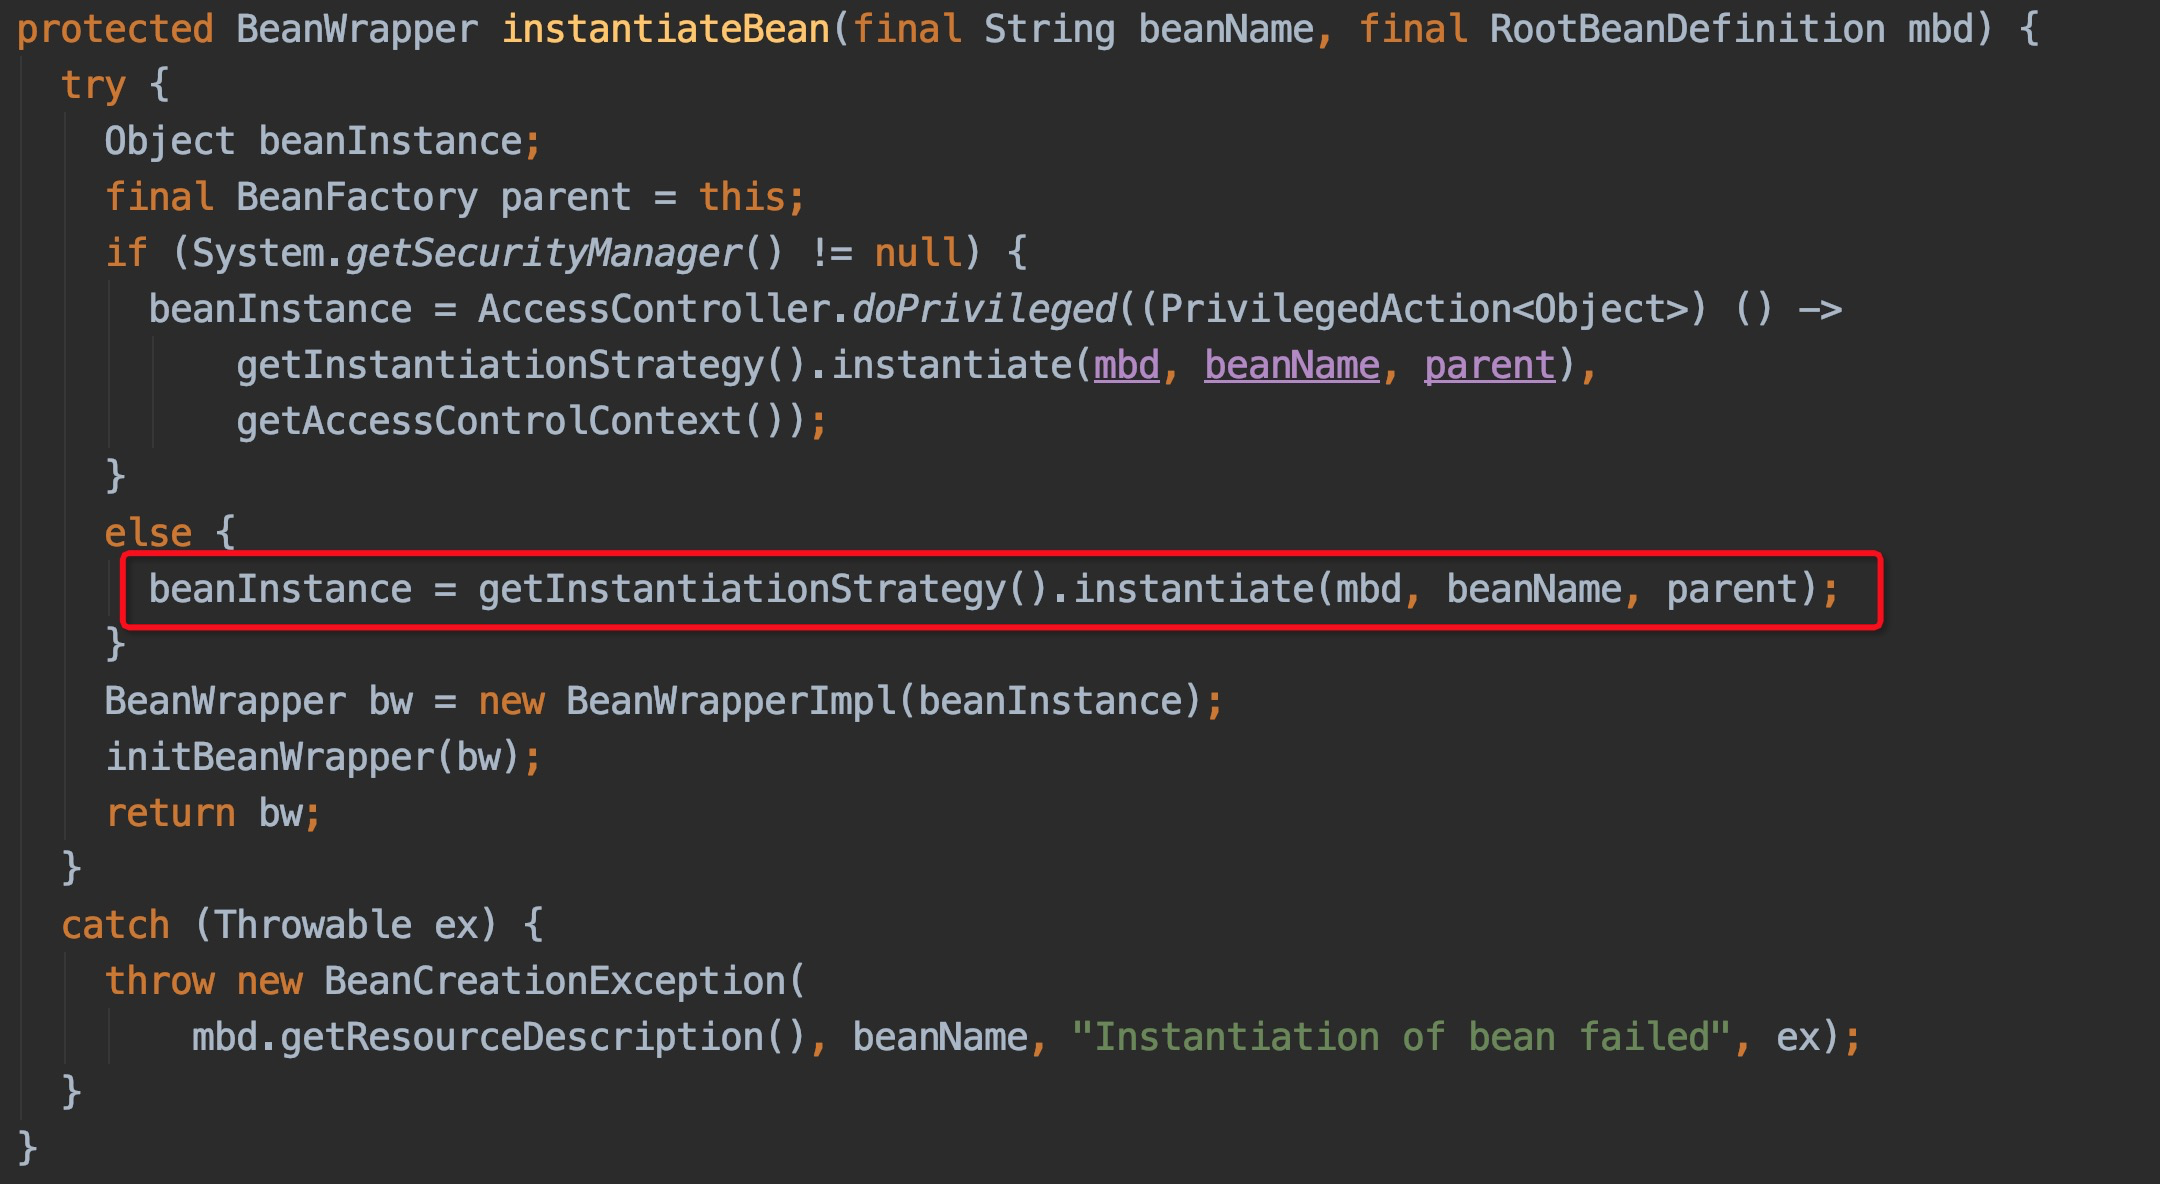 protected BeanWrapper instantiateBean(final String beanName, final RootBeanDefinition mbd) {
  try {
    Object beanInstance;
    final BeanFactory parent = this;
    if (System.getSecurityManager() != null) {
      beanInstance = AccessController.doPrivileged((PrivilegedAction<Object>) () ->
          getInstantiationStrategy().instantiate(mbd, beanName, parent),
          getAccessControlContext());
    }
    else {
      beanInstance = getInstantiationStrategy().instantiate(mbd, beanName, parent);
    }
    BeanWrapper bw = new BeanWrapperImpl(beanInstance);
    initBeanWrapper(bw);
    return bw;
  }
  catch (Throwable ex) {
    throw new BeanCreationException(
        mbd.getResourceDescription(), beanName, "Instantiation of bean failed", ex);
  }
}